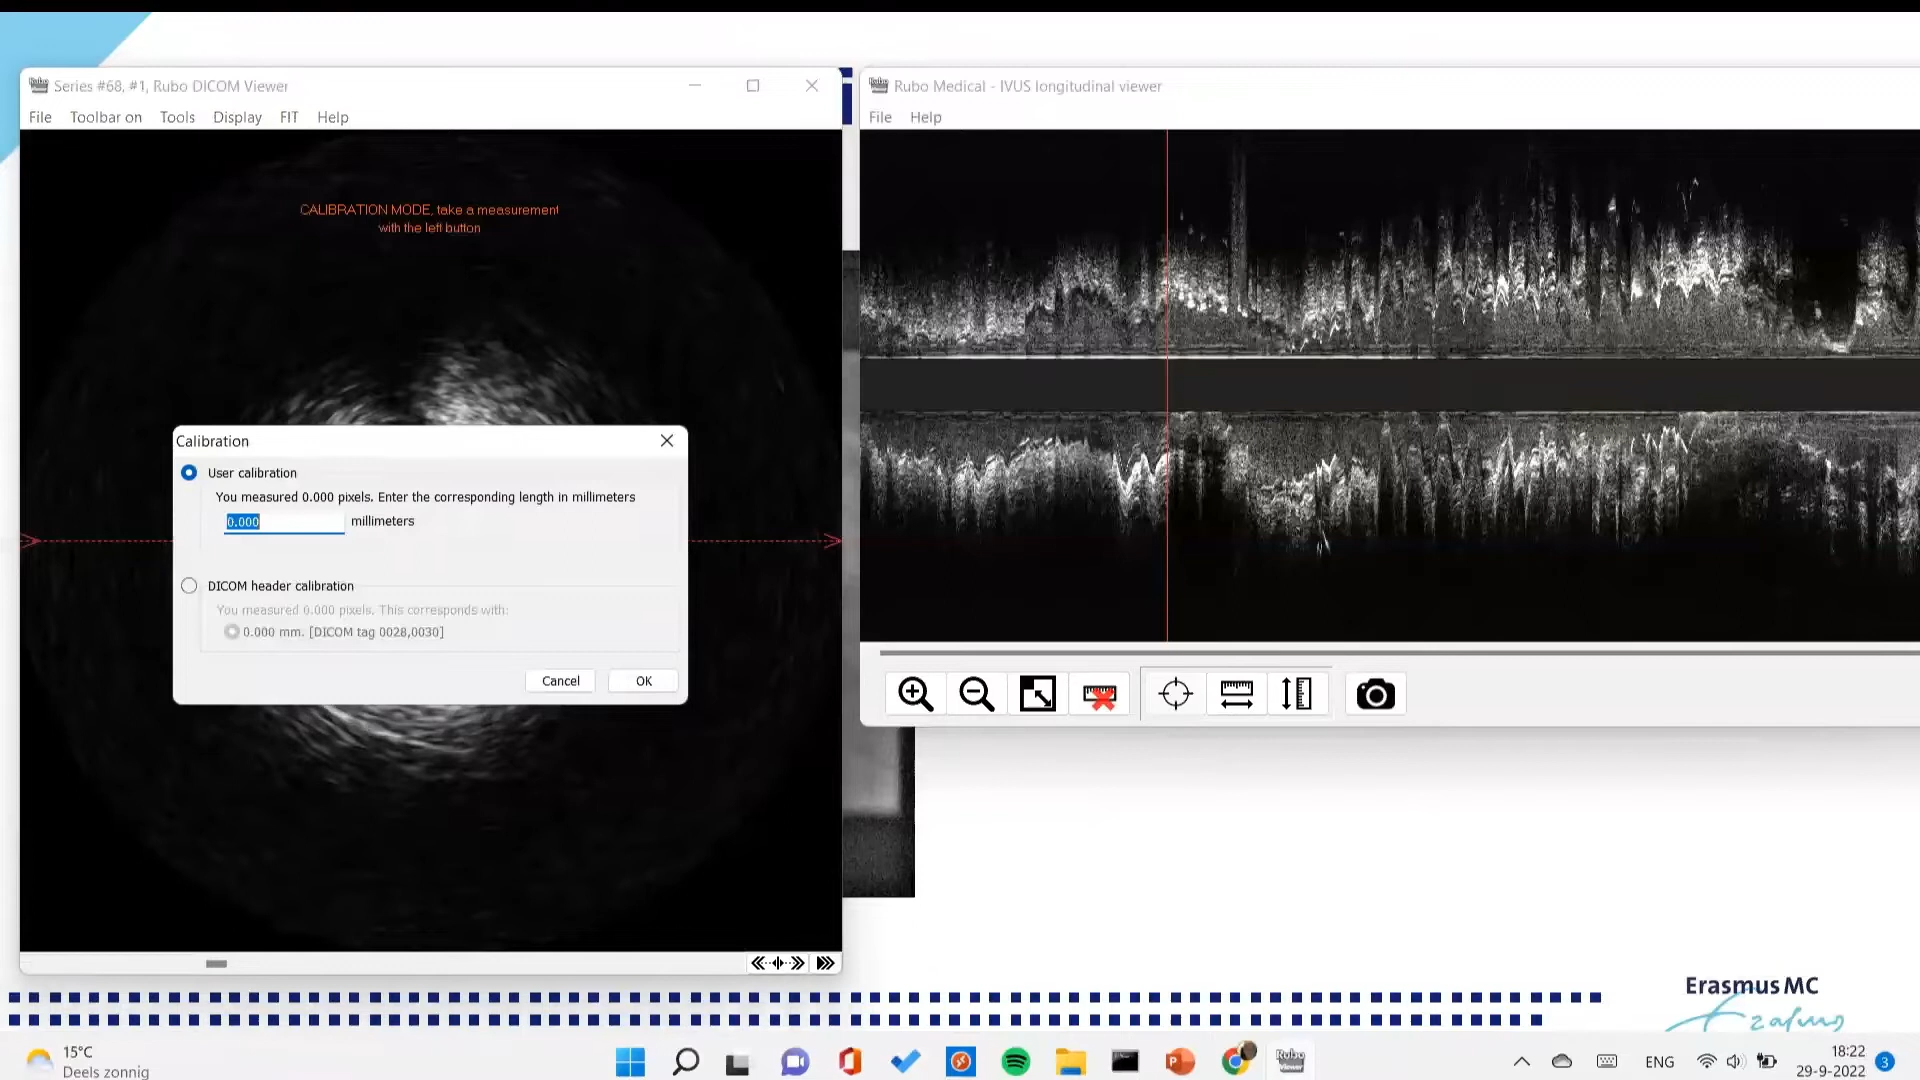 Series #68, #1, Rubo DICOM Viewer
File Toolbar on Tools Display FIT Help
CALIBRATION MODE, take a measurement
with the left button
Calibration
User calibration
You measured 0.000 pixels. Enter the corresponding length in millimeters
0.000 millimeters
DICOM header calibration
You measured 0.000 pixels. This corresponds with:
0.000 mm. [DICOM tag 0028,0030]
Cancel OK
Rubo Medical - IVUS longitudinal viewer
File Help
Erasmus MC
Erasmus
15°C
Deels zonnig
Rubo
Viewer
ENG
18:22
29-9-2022
3